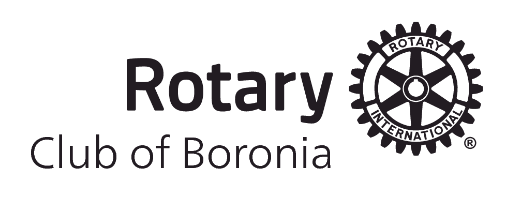 Rotary
Club of Boronia
ROTARY
INTERNATIONAL
®